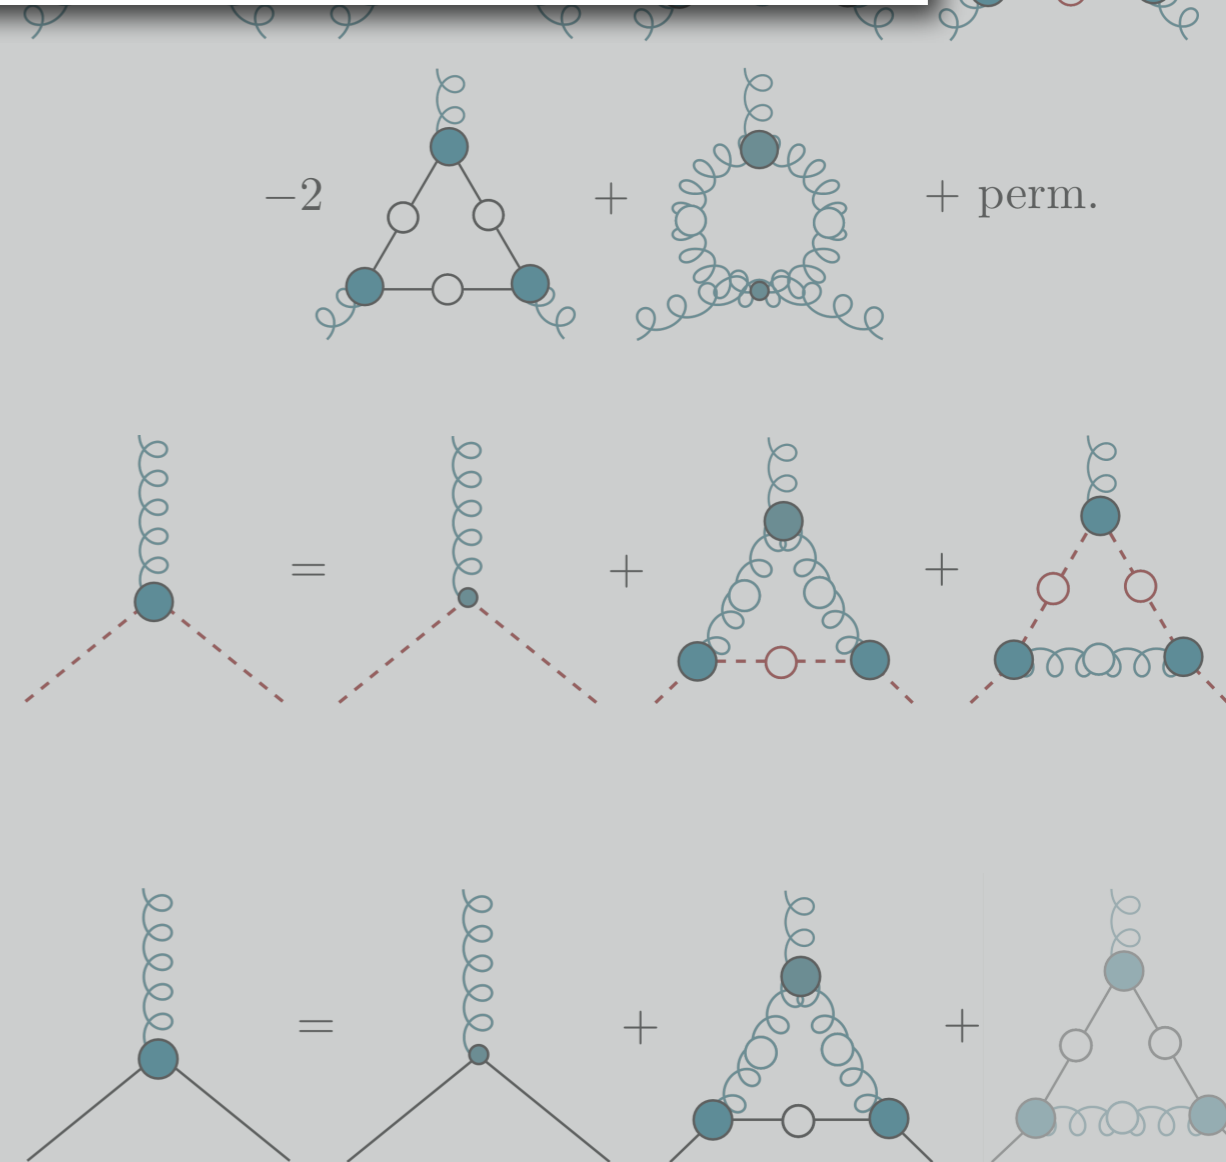 −2 + + perm.
= + +
= + +